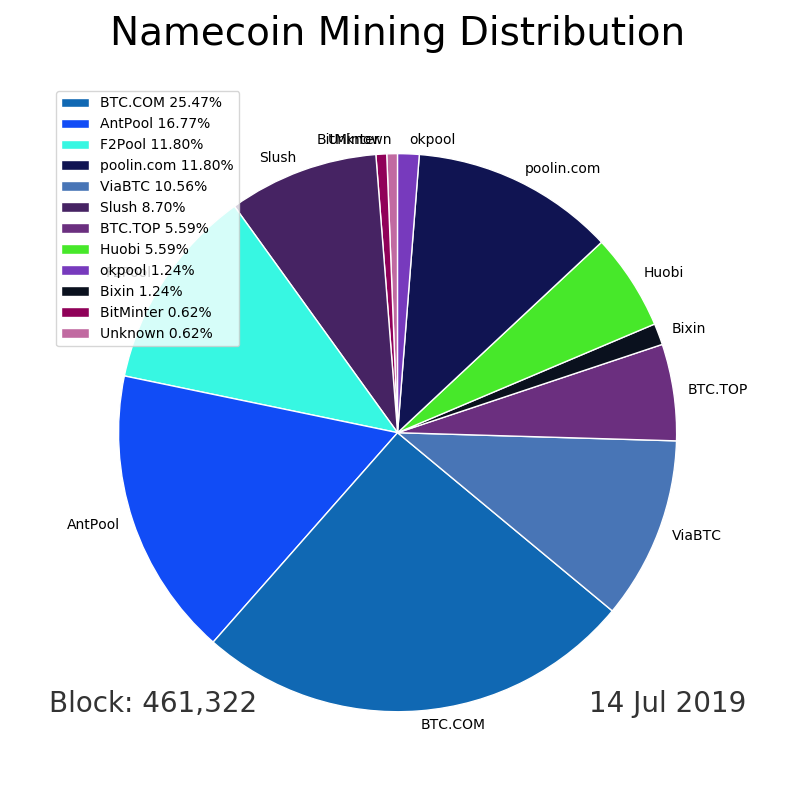 Namecoin Mining Distribution
BTC.COM 25.47%
AntPool 16.77%
F2Pool 11.80%
poolin.com 11.80%
ViaBTC 10.56%
Slush 8.70%
BTC.TOP 5.59%
Huobi 5.59%
okpool 1.24%
Bixin 1.24%
BitMinter 0.62%
Unknown 0.62%
BitMinter
Unknown
okpool
Slush
poolin.com
Huobi
Bixin
BTC.TOP
AntPool
ViaBTC
BTC.COM
Block: 461,322
14 Jul 2019